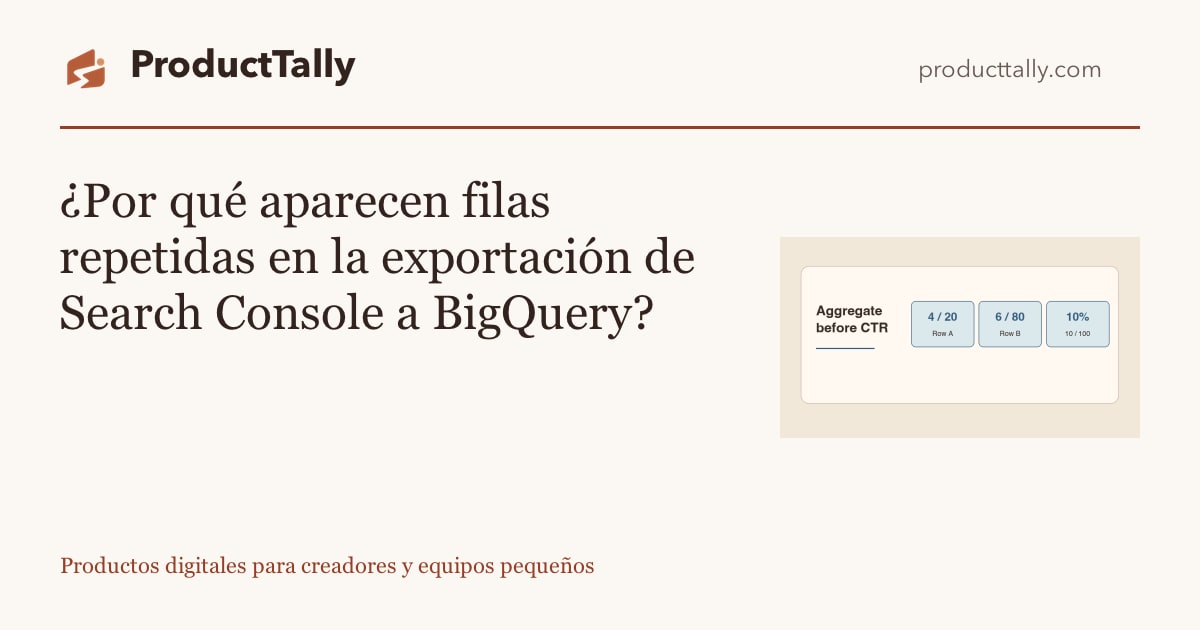 ProductTally
producttally.com
¿Por qué aparecen filas
repetidas en la exportación de
Search Console a BigQuery?
Aggregate
before CTR
4 / 20
Row A
6 / 80
Row B
10%
10 / 100
Productos digitales para creadores y equipos pequeños